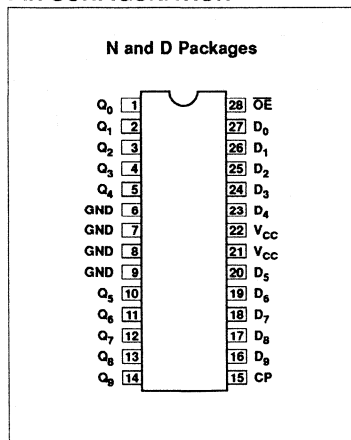 N and D Packages
Q0 1 28 OE
Q1 2 27 D0
Q2 3 26 D1
Q3 4 25 D2
Q4 5 24 D3
GND 6 23 D4
GND 7 22 VCC
GND 8 21 VCC
GND 9 20 D5
Q5 10 19 D6
Q6 11 18 D7
Q7 12 17 D8
Q8 13 16 D9
Q9 14 15 CP